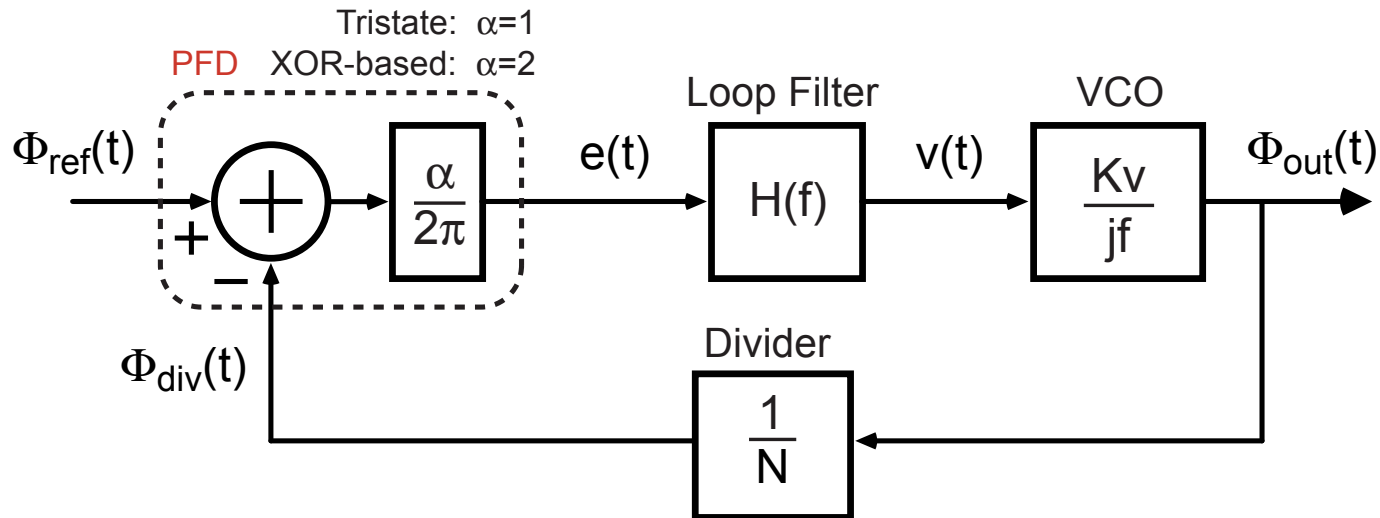 Tristate: α=1
PFD XOR-based: α=2
Loop Filter
VCO
Φref(t)
+
−
α
2π
e(t)
H(f)
v(t)
Kv
jf
Φout(t)
Φdiv(t)
Divider
1
N